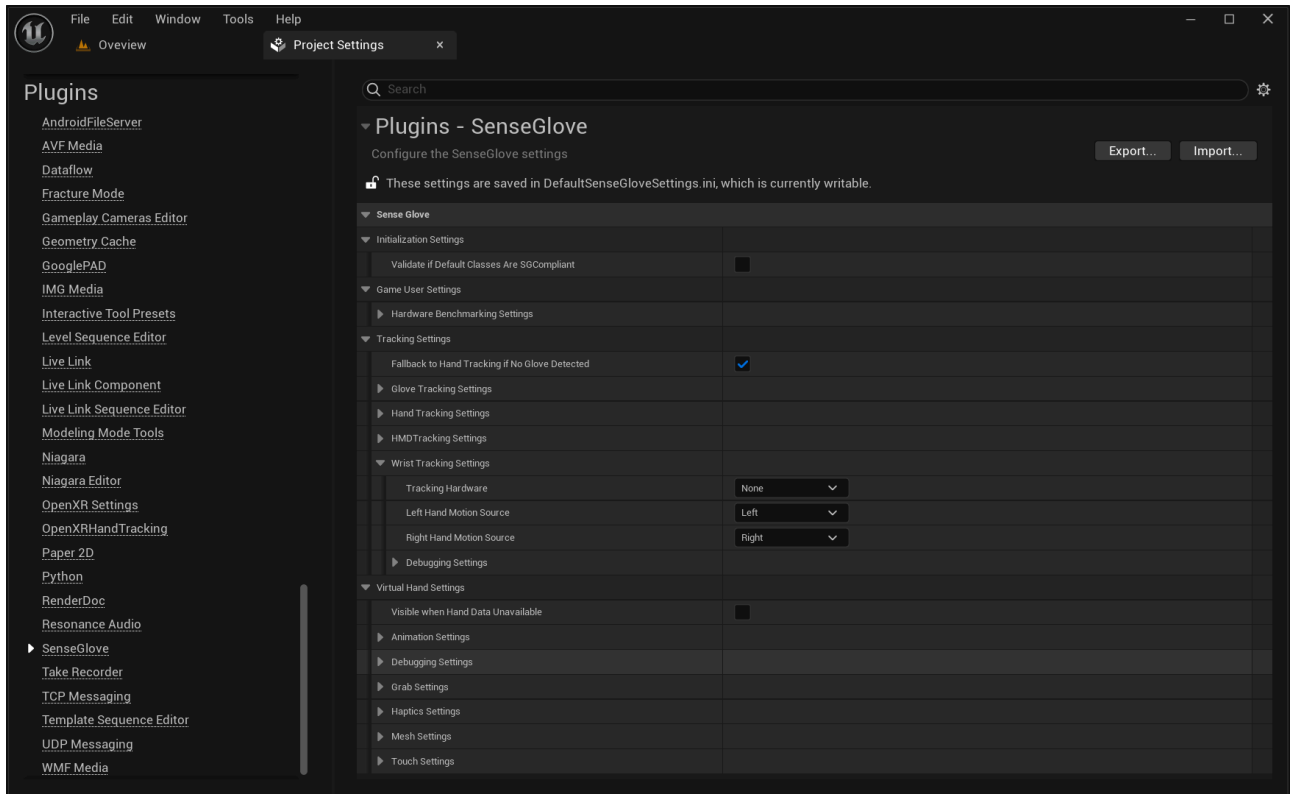 File Edit Window Tools Help
Oveview
Project Settings
Plugins
AndroidFileServer
AVF Media
Dataflow
Fracture Mode
Gameplay Cameras Editor
Geometry Cache
GooglePAD
IMG Media
Interactive Tool Presets
Level Sequence Editor
Live Link
Live Link Component
Live Link Sequence Editor
Modeling Mode Tools
Niagara
Niagara Editor
OpenXR Settings
OpenXRHandTracking
Paper 2D
Python
RenderDoc
Resonance Audio
SenseGlove
Take Recorder
TCP Messaging
Template Sequence Editor
UDP Messaging
WMF Media
Search
Plugins - SenseGlove
Configure the SenseGlove settings
Export... Import...
These settings are saved in DefaultSenseGloveSettings.ini, which is currently writable.
Sense Glove
Initialization Settings
Validate if Default Classes Are SGCompliant
Game User Settings
Hardware Benchmarking Settings
Tracking Settings
Fallback to Hand Tracking if No Glove Detected
Glove Tracking Settings
Hand Tracking Settings
HMDTracking Settings
Wrist Tracking Settings
Tracking Hardware None
Left Hand Motion Source Left
Right Hand Motion Source Right
Debugging Settings
Virtual Hand Settings
Visible when Hand Data Unavailable
Animation Settings
Debugging Settings
Grab Settings
Haptics Settings
Mesh Settings
Touch Settings